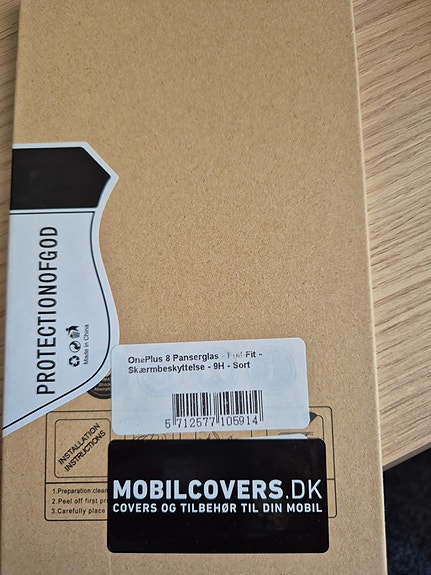 PROTECTIONOFGOD
Made in China
OnePlus 8 Panserglas - Full-Fit -
Skærmbeskyttelse - 9H - Sort
5 712577 105914
INSTALLATION
INSTRUCTIONS
1.Preparation:clean
2.Peel off first pr
3.Carefully place
MOBILCOVERS.DK
COVERS OG TILBEHØR TIL DIN MOBIL